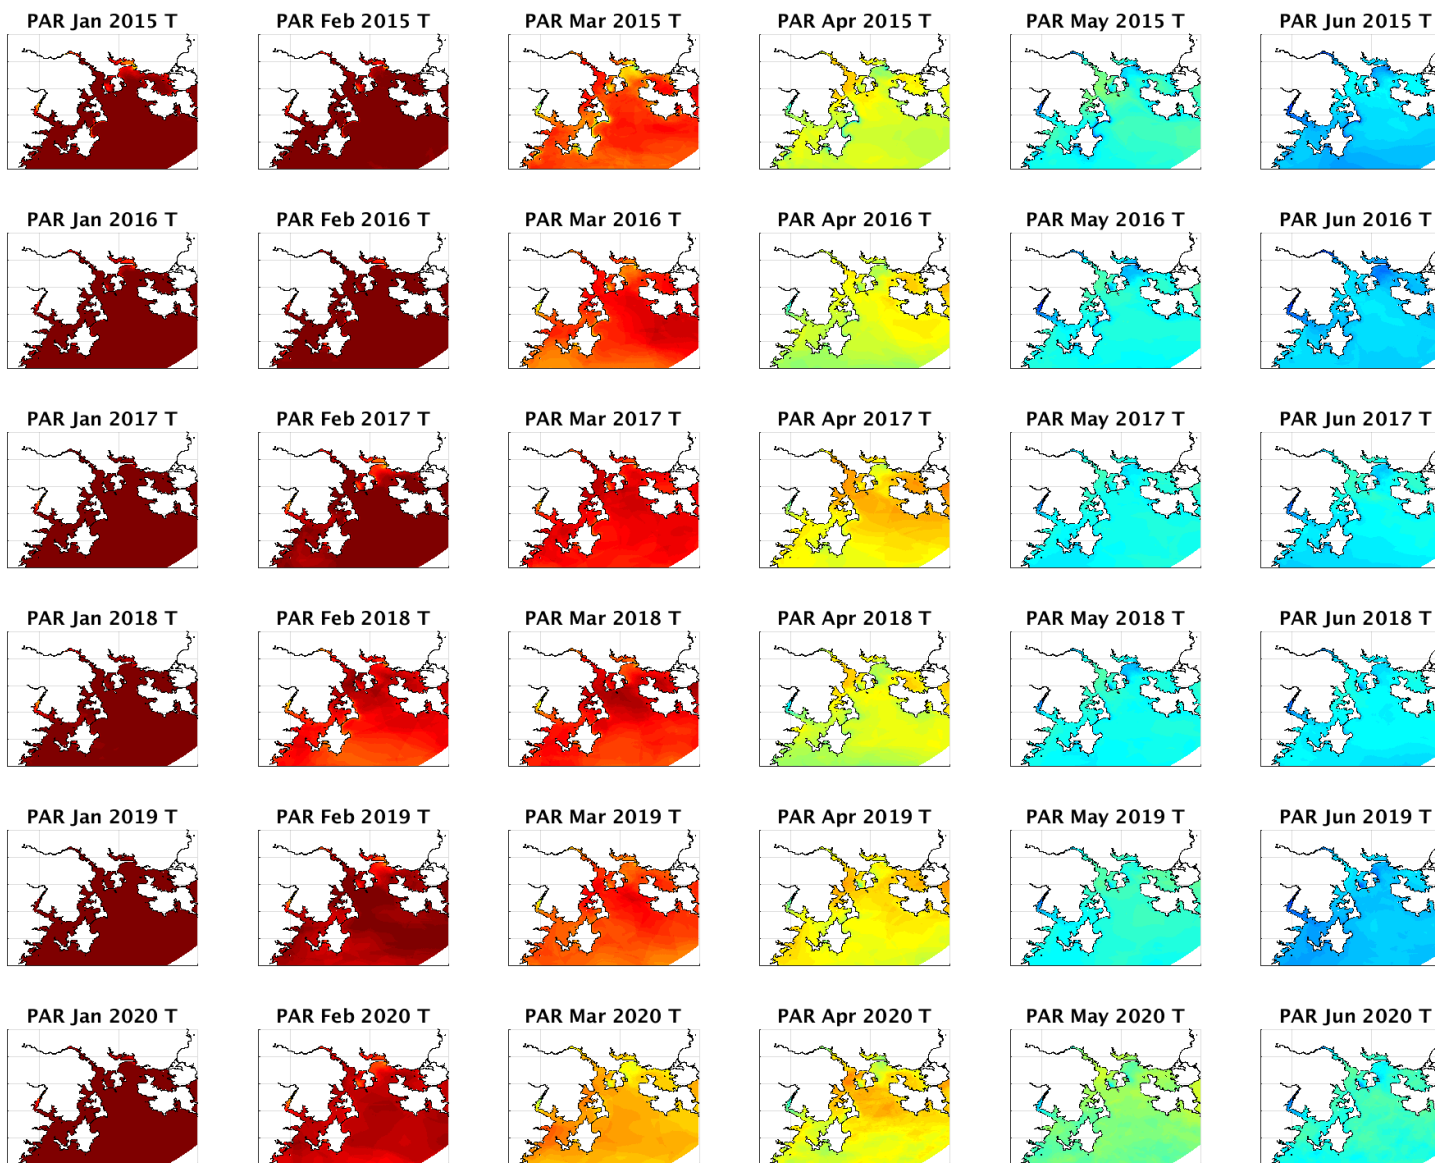 PAR Jan 2015 T PAR Feb 2015 T PAR Mar 2015 T PAR Apr 2015 T PAR May 2015 T PAR Jun 2015 T
PAR Jan 2016 T PAR Feb 2016 T PAR Mar 2016 T PAR Apr 2016 T PAR May 2016 T PAR Jun 2016 T
PAR Jan 2017 T PAR Feb 2017 T PAR Mar 2017 T PAR Apr 2017 T PAR May 2017 T PAR Jun 2017 T
PAR Jan 2018 T PAR Feb 2018 T PAR Mar 2018 T PAR Apr 2018 T PAR May 2018 T PAR Jun 2018 T
PAR Jan 2019 T PAR Feb 2019 T PAR Mar 2019 T PAR Apr 2019 T PAR May 2019 T PAR Jun 2019 T
PAR Jan 2020 T PAR Feb 2020 T PAR Mar 2020 T PAR Apr 2020 T PAR May 2020 T PAR Jun 2020 T